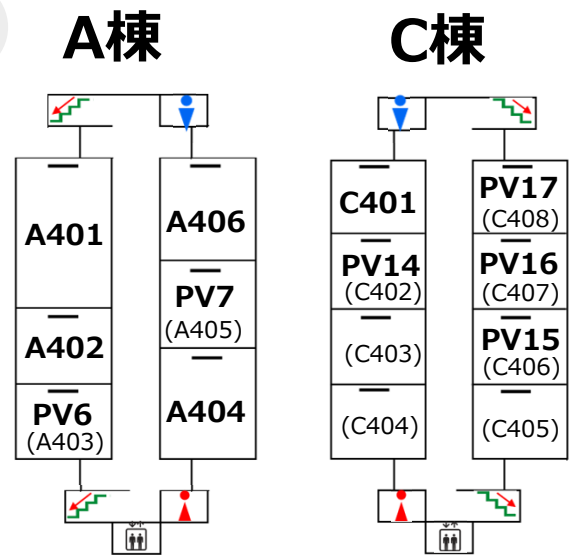 A棟
A401
A402
PV6
(A403)
A406
PV7
(A405)
A404
C棟
C401
PV14
(C402)
(C403)
(C404)
PV17
(C408)
PV16
(C407)
PV15
(C406)
(C405)